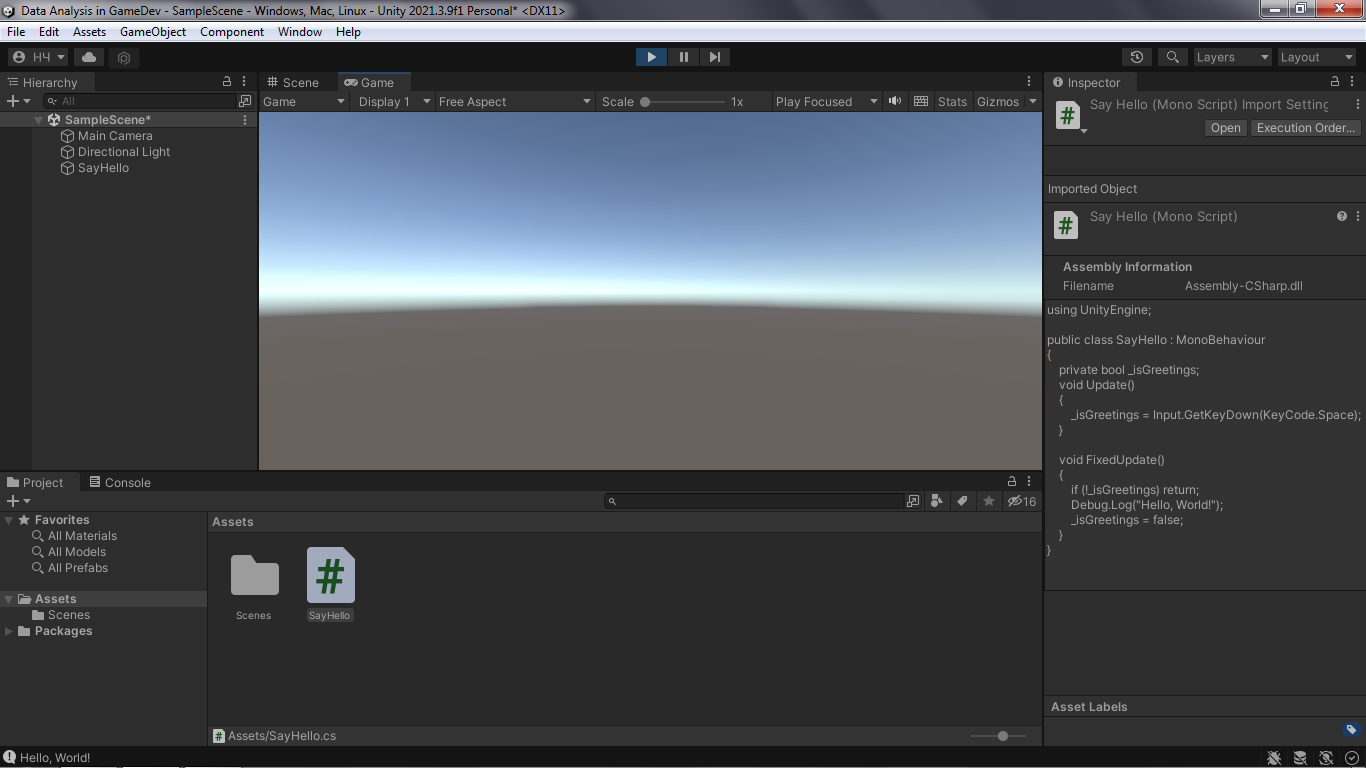 Data Analysis in GameDev - SampleScene - Windows, Mac, Linux - Unity 2021.3.9f1 Personal* <DX11>
File Edit Assets GameObject Component Window Help
НЧ Layers Layout
Hierarchy
All
SampleScene*
Main Camera
Directional Light
SayHello
Scene Game
Game Display 1 Free Aspect Scale 1x Play Focused Stats Gizmos
Inspector
Say Hello (Mono Script) Import Setting
Open Execution Order...
Imported Object
Say Hello (Mono Script)
Assembly Information
Filename Assembly-CSharp.dll
using UnityEngine;
public class SayHello : MonoBehaviour
{
private bool _isGreetings;
void Update()
{
_isGreetings = Input.GetKeyDown(KeyCode.Space);
}
void FixedUpdate()
{
if (!_isGreetings) return;
Debug.Log("Hello, World!");
_isGreetings = false;
}
}
Asset Labels
Project Console
16
Favorites
All Materials
All Models
All Prefabs
Assets
Scenes
Packages
Assets
Scenes SayHello
Assets/SayHello.cs
Hello, World!